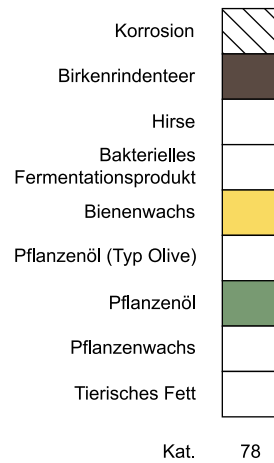 Korrosion
Birkenrindenteer
Hirse
Bakterielles
Fermentationsprodukt
Bienenwachs
Pflanzenöl (Typ Olive)
Pflanzenöl
Pflanzenwachs
Tierisches Fett
Kat. 78